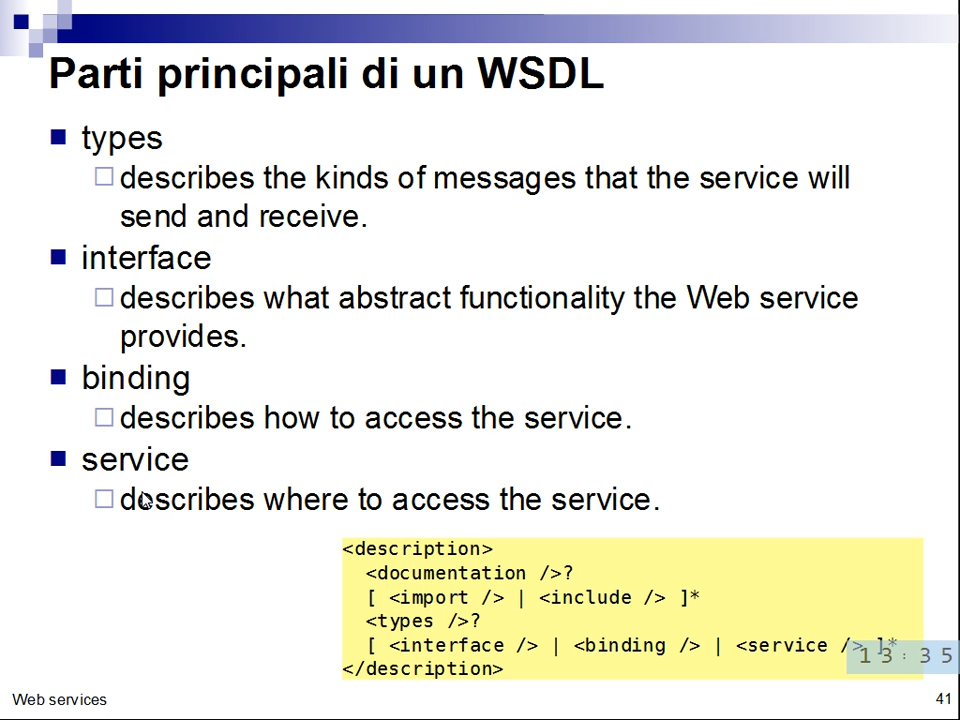 Parti principali di un WSDL
types
describes the kinds of messages that the service will
send and receive.
interface
describes what abstract functionality the Web service
provides.
binding
describes how to access the service.
service
describes where to access the service.
<description>
<documentation />?
[ <import /> | <include /> ]*
<types />?
[ <interface /> | <binding /> | <service /> ]*
</description>
13:35
Web services
41